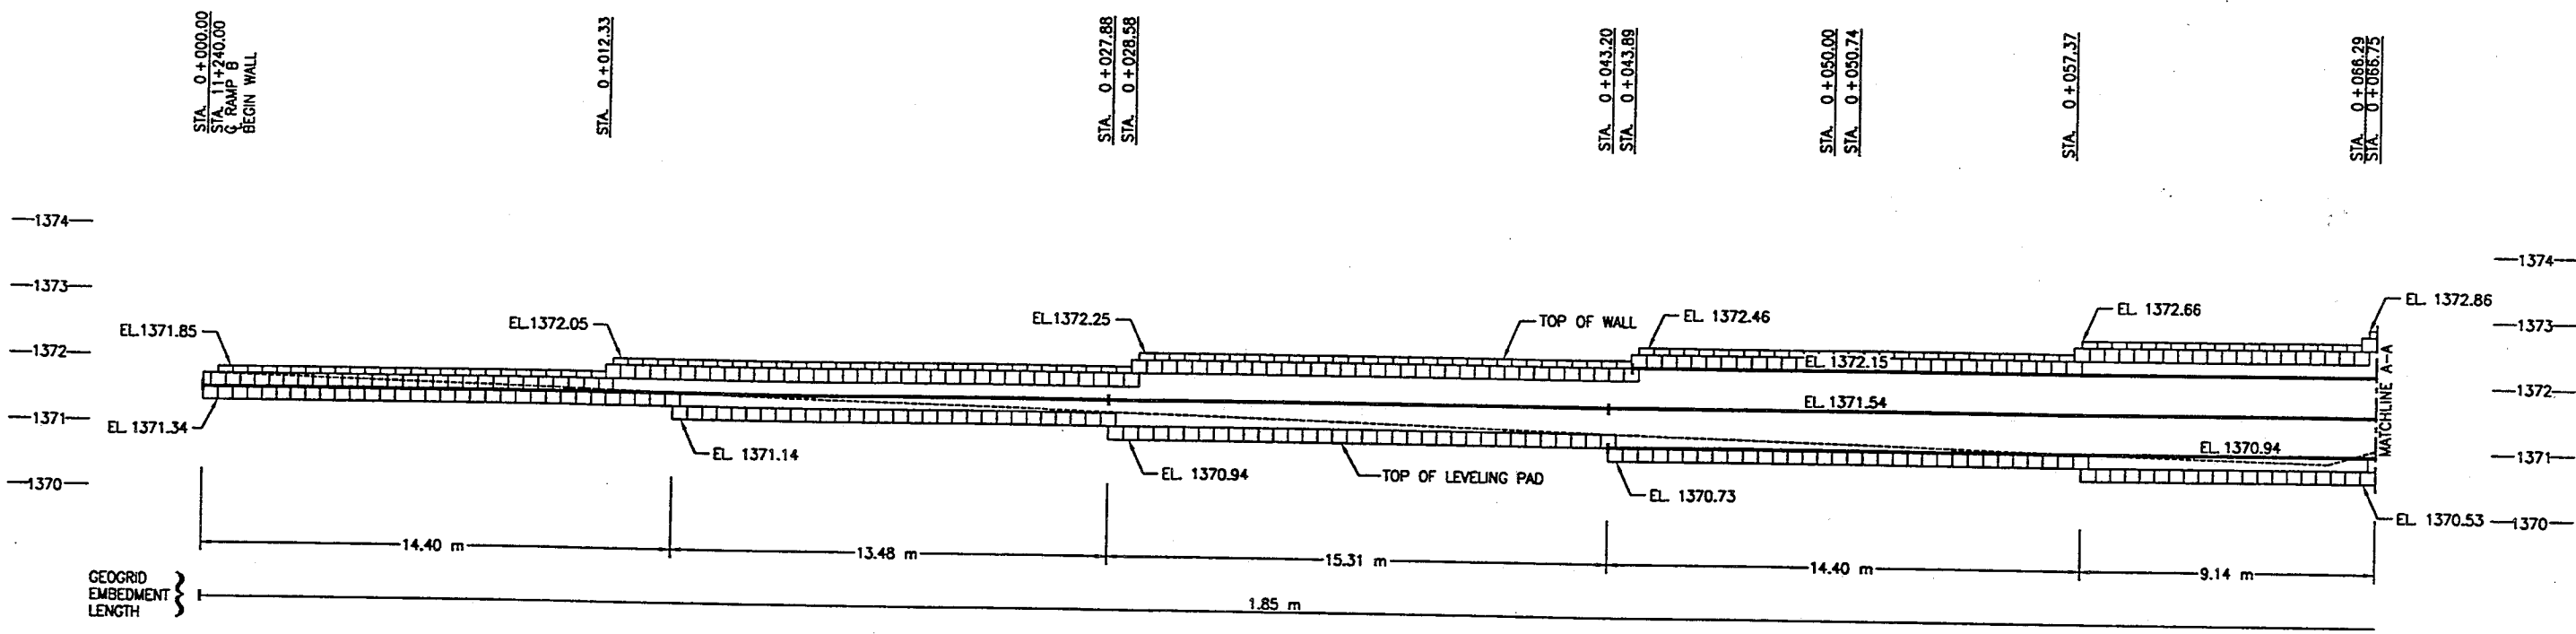 STA. 0+000.00
STA. 11+240.00
℄ RAMP B
BEGIN WALL
STA. 0+012.33
STA. 0+027.88
STA. 0+028.58
STA. 0+043.20
STA. 0+043.89
STA. 0+050.00
STA. 0+050.74
STA. 0+057.37
STA. 0+066.29
STA. 0+066.75
1374
1373
1372
1371
1370
1374
1373
1372
1371
1370
EL.1371.85
EL.1372.05
EL.1372.25
TOP OF WALL
EL. 1372.46
EL. 1372.66
EL. 1372.86
EL. 1372.15
EL. 1371.54
EL. 1370.94
MATCHLINE A-A
EL. 1371.34
EL. 1371.14
EL. 1370.94
TOP OF LEVELING PAD
EL. 1370.73
EL. 1370.53
14.40 m
13.48 m
15.31 m
14.40 m
9.14 m
GEOGRID
EMBEDMENT
LENGTH
1.85 m